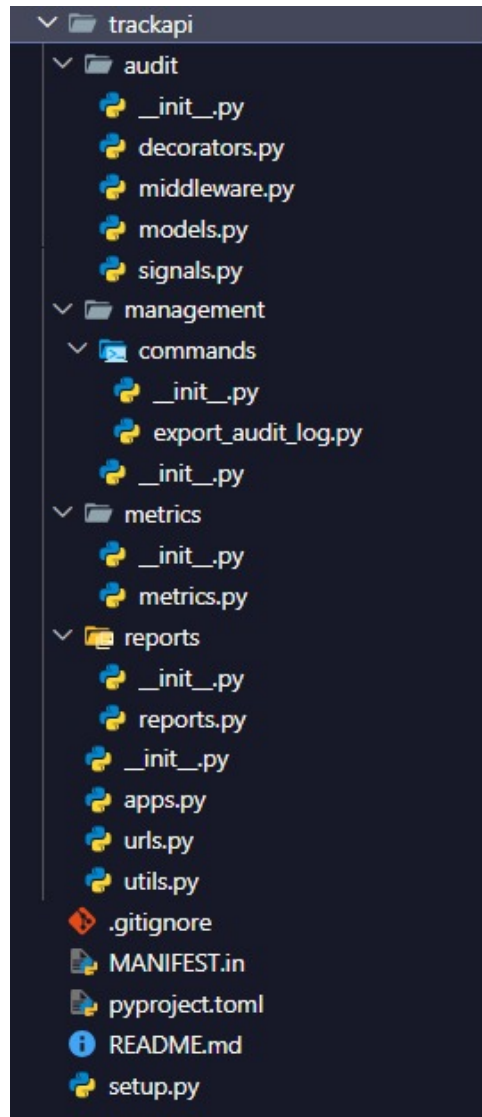 trackapi
audit
__init__.py
decorators.py
middleware.py
models.py
signals.py
management
commands
__init__.py
export_audit_log.py
__init__.py
metrics
__init__.py
metrics.py
reports
__init__.py
reports.py
__init__.py
apps.py
urls.py
utils.py
.gitignore
MANIFEST.in
pyproject.toml
README.md
setup.py